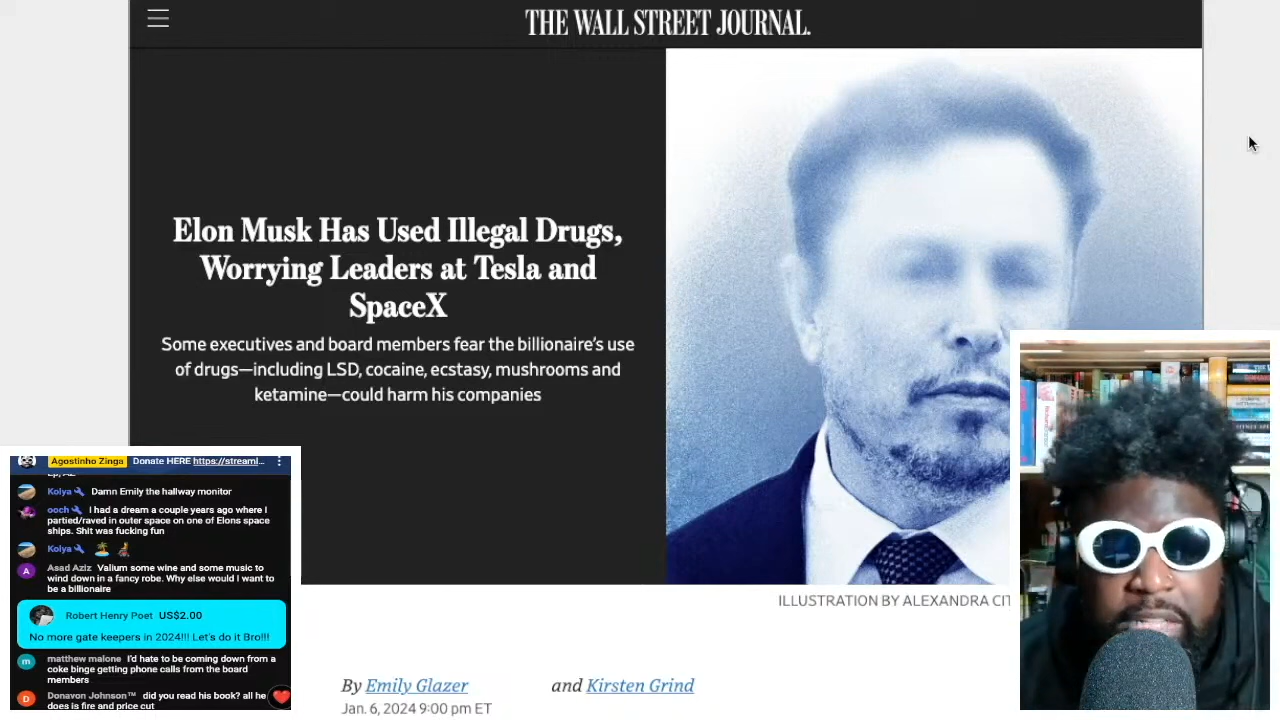 THE WALL STREET JOURNAL.
Elon Musk Has Used Illegal Drugs,
Worrying Leaders at Tesla and
SpaceX
Some executives and board members fear the billionaire’s use
of drugs—including LSD, cocaine, ecstasy, mushrooms and
ketamine—could harm his companies
ILLUSTRATION BY ALEXANDRA CIT
By Emily Glazer and Kirsten Grind
Jan. 6, 2024 9:00 pm ET
Agostinho Zinga Donate HERE https://streaml...
Kolya Damn Emily the hallway monitor
ooch I had a dream a couple years ago where I
partied/raved in outer space on one of Elons space
ships. Shit was fucking fun
Kolya
Asad Aziz Valium some wine and some music to
wind down in a fancy robe. Why else would I want to
be a billionaire
Robert Henry Poet US$2.00
No more gate keepers in 2024!!! Let's do it Bro!!!
matthew malone I'd hate to be coming down from a
coke binge getting phone calls from the board
members
Donavon Johnson™ did you read his book? all he
does is fire and price cut